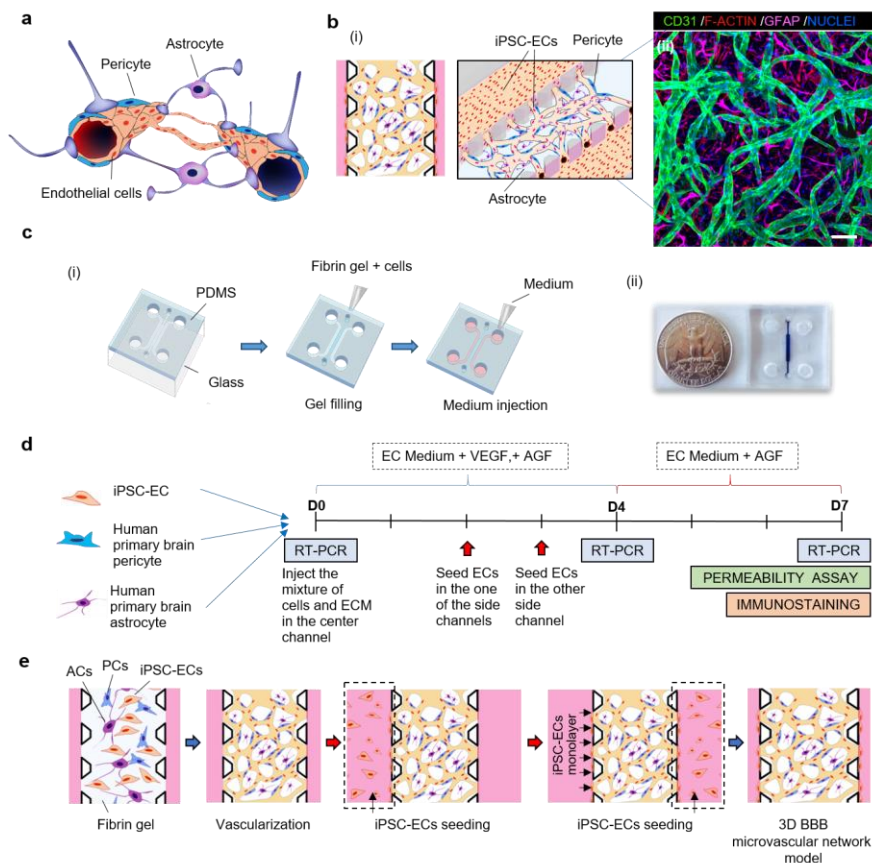 a
Astrocyte
Pericyte
Endothelial cells
b
(i)
iPSC-ECs
Pericyte
Astrocyte
CD31 /F-ACTIN/GFAP /NUCLEI
(ii)
c
(i)
PDMS
Glass
Fibrin gel + cells
Gel filling
Medium
Medium injection
(ii)
d
EC Medium + VEGF,+ AGF
EC Medium + AGF
iPSC-EC
Human
primary brain
pericyte
Human
primary brain
astrocyte
D0
D4
D7
RT-PCR
RT-PCR
RT-PCR
Inject the
mixture of
cells and ECM
in the center
channel
Seed ECs
in the one
of the side
channels
Seed ECs
in the other
side
channel
PERMEABILITY ASSAY
IMMUNOSTAINING
e
ACs
PCs
iPSC-ECs
Fibrin gel
Vascularization
iPSC-ECs seeding
iPSC-ECs
monolayer
iPSC-ECs seeding
3D BBB
microvascular network
model